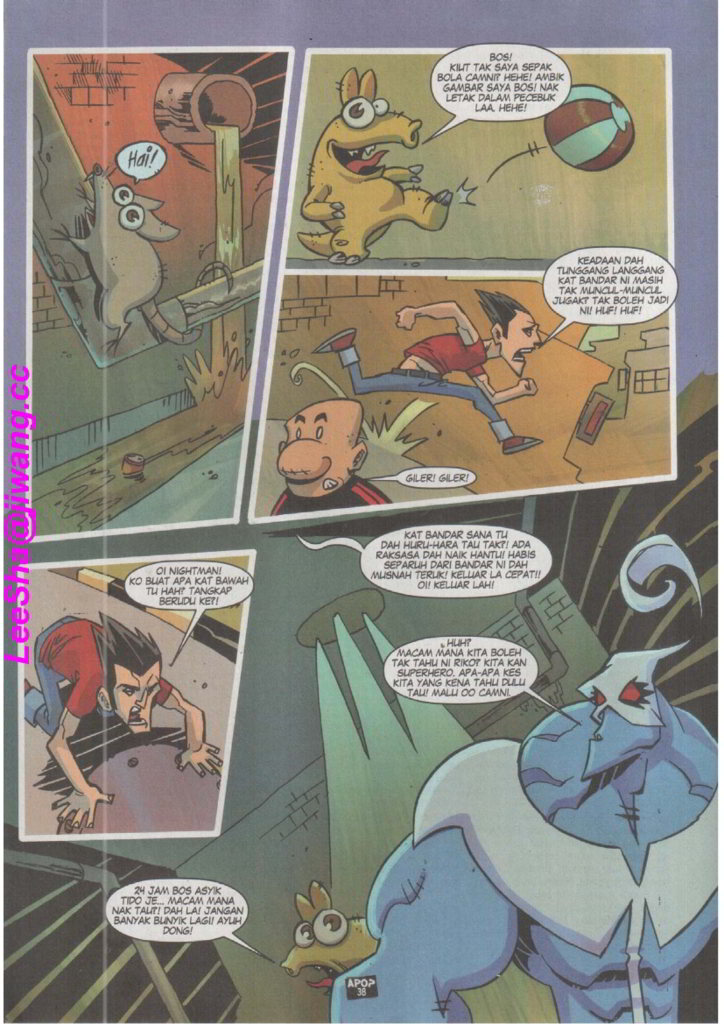 Hai!
BOS!
KIUT TAK SAYA SEPAK
BOLA CAMNI? HEHE! AMBIK
GAMBAR SAYA BOS! NAK
LETAK DALAM PECEBUK
LAA. HEHE!
KEADAAN DAH
TUNGGANG LANGGANG
KAT BANDAR NI MASIH
TAK MUNCUL-MUNCUL
JUGAK? TAK BOLEH JADI
NI! HUF! HUF!
GILER! GILER!
OI NIGHTMAN!
KO BUAT APA KAT BAWAH
TU HAH? TANGKAP
BERUDU KE?!
KAT BANDAR SANA TU
DAH HURU-HARA TAU TAK?! ADA
RAKSASA DAH NAIK HANTU! HABIS
SEPARUH DARI BANDAR NI DAH
MUSNAH TERUK! KELUAR LA CEPAT!!
OI! KELUAR LAH!
HUH?
MACAM MANA KITA BOLEH
TAK TAHU NI RIKO? KITA KAN
SUPERHERO. APA-APA KES
KITA YANG KENA TAHU DULU
TAU! MALU OO CAMNI.
24 JAM BOS ASYIK
TIDO JE... MACAM MANA
NAK TAU?! DAH LA! JANGAN
BANYAK BUNYIK LAGI! AYUH
DONG!
APOP
38
LeeSha@jiwang.cc